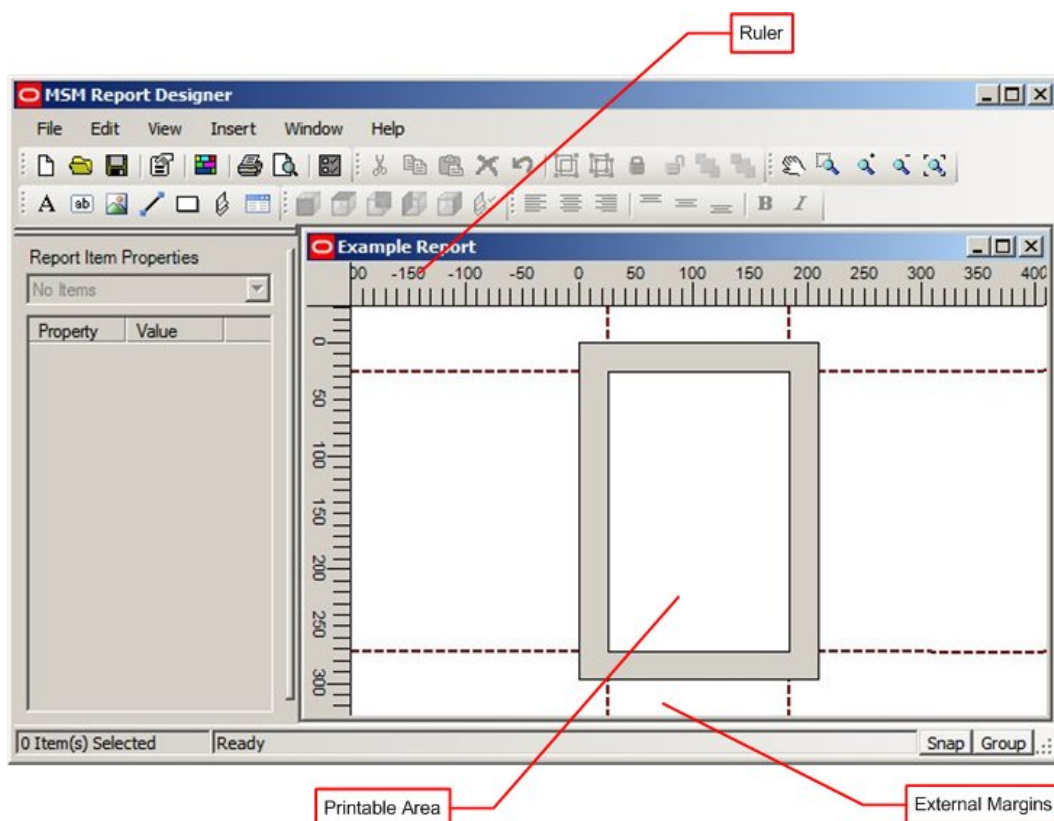 Ruler
MSM Report Designer
File Edit View Insert Window Help
A ab B I
Report Item Properties
No Items
Property Value
Example Report
00 -150 -100 -50 0 50 100 150 200 250 300 350 400
0
50
100
150
200
250
300
0 Item(s) Selected Ready Snap Group
Printable Area
External Margins